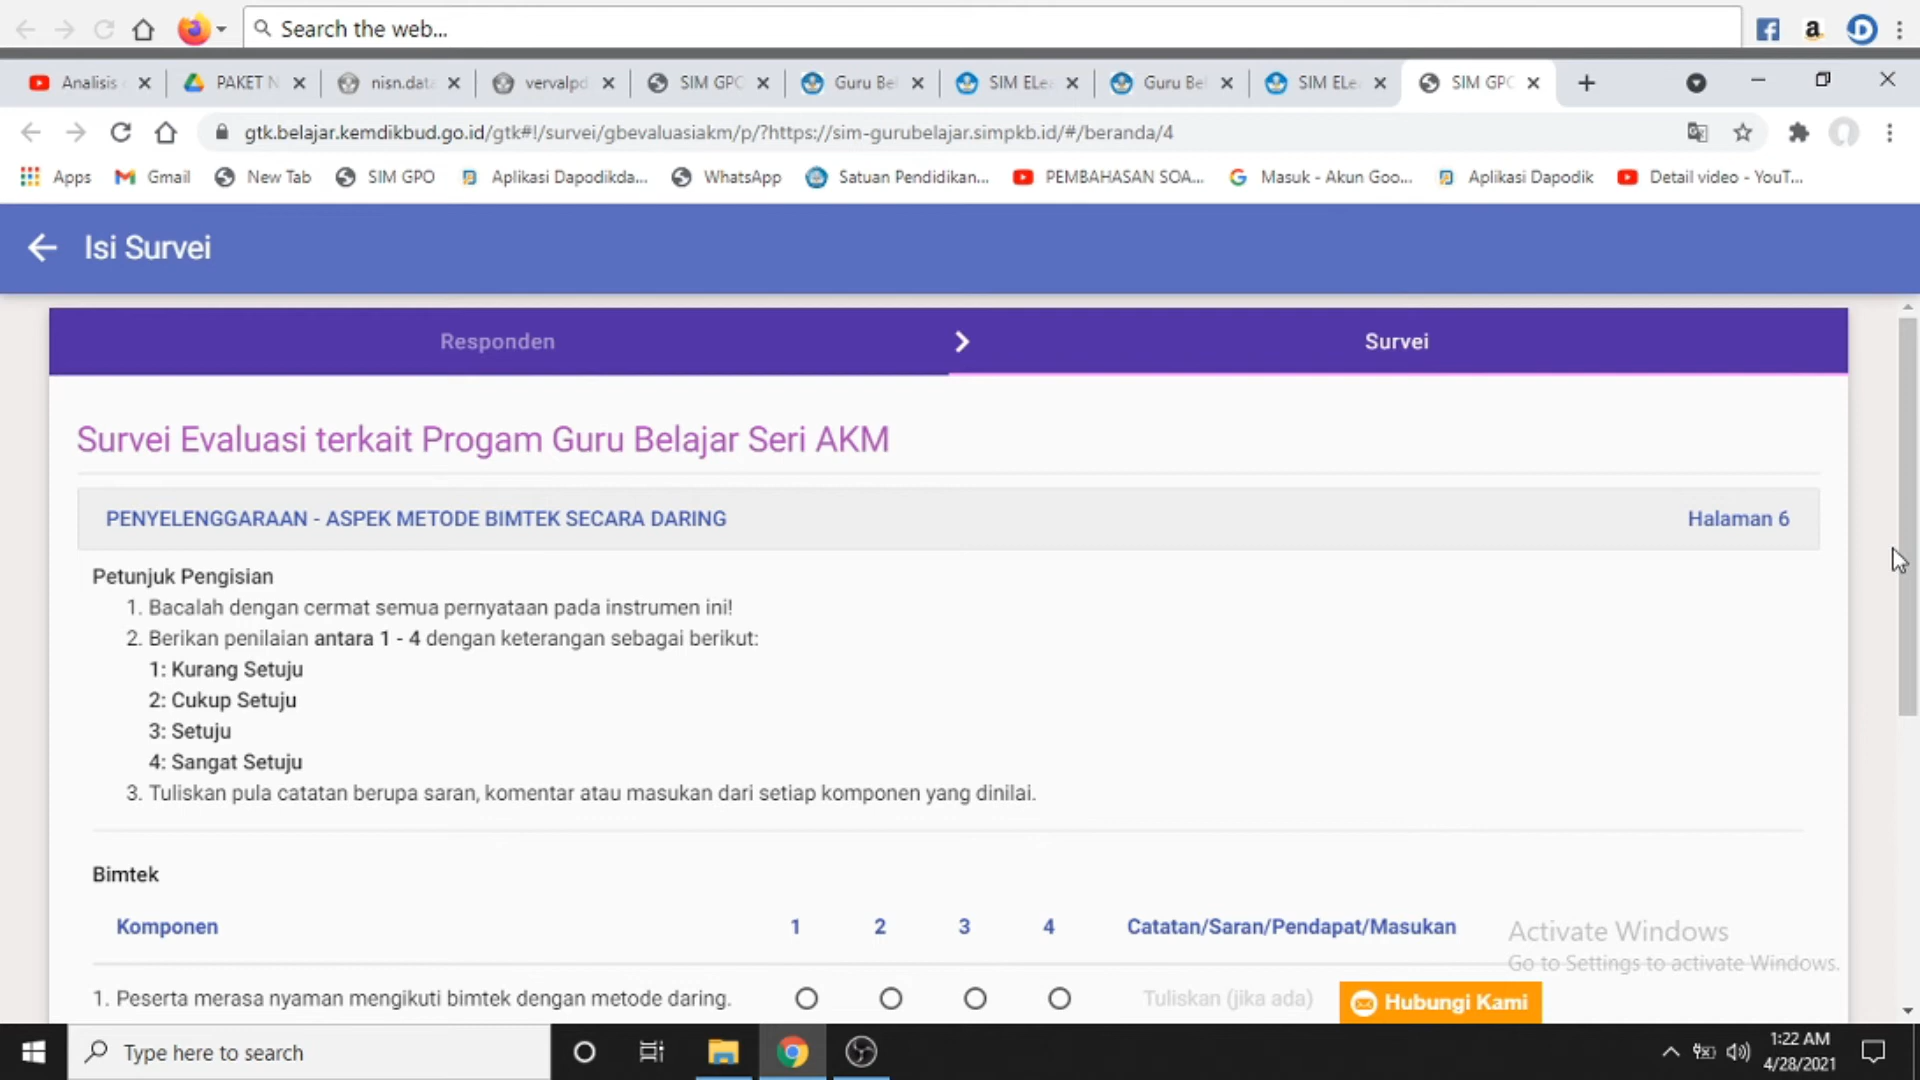 Search the web...
Analisis
PAKET N
nisn.data
vervalpd
SIM GPO
Guru Bel
SIM ELea
Guru Bel
SIM ELea
SIM GPO
gtk.belajar.kemdikbud.go.id/gtk#!/survei/gbevaluasiakm/p/?https://sim-gurubelajar.simpkb.id/#/beranda/4
Apps
Gmail
New Tab
SIM GPO
Aplikasi Dapodikda...
WhatsApp
Satuan Pendidikan...
PEMBAHASAN SOA...
Masuk - Akun Goo...
Aplikasi Dapodik
Detail video - YouT...
Isi Survei
Responden
Survei
Survei Evaluasi terkait Progam Guru Belajar Seri AKM
PENYELENGGARAAN - ASPEK METODE BIMTEK SECARA DARING
Halaman 6
Petunjuk Pengisian
1. Bacalah dengan cermat semua pernyataan pada instrumen ini!
2. Berikan penilaian antara 1 - 4 dengan keterangan sebagai berikut:
1: Kurang Setuju
2: Cukup Setuju
3: Setuju
4: Sangat Setuju
3. Tuliskan pula catatan berupa saran, komentar atau masukan dari setiap komponen yang dinilai.
Bimtek
Komponen 1 2 3 4 Catatan/Saran/Pendapat/Masukan
Activate Windows
Go to Settings to activate Windows.
1. Peserta merasa nyaman mengikuti bimtek dengan metode daring.
Tuliskan (jika ada)
Hubungi Kami
Type here to search
1:22 AM
4/28/2021